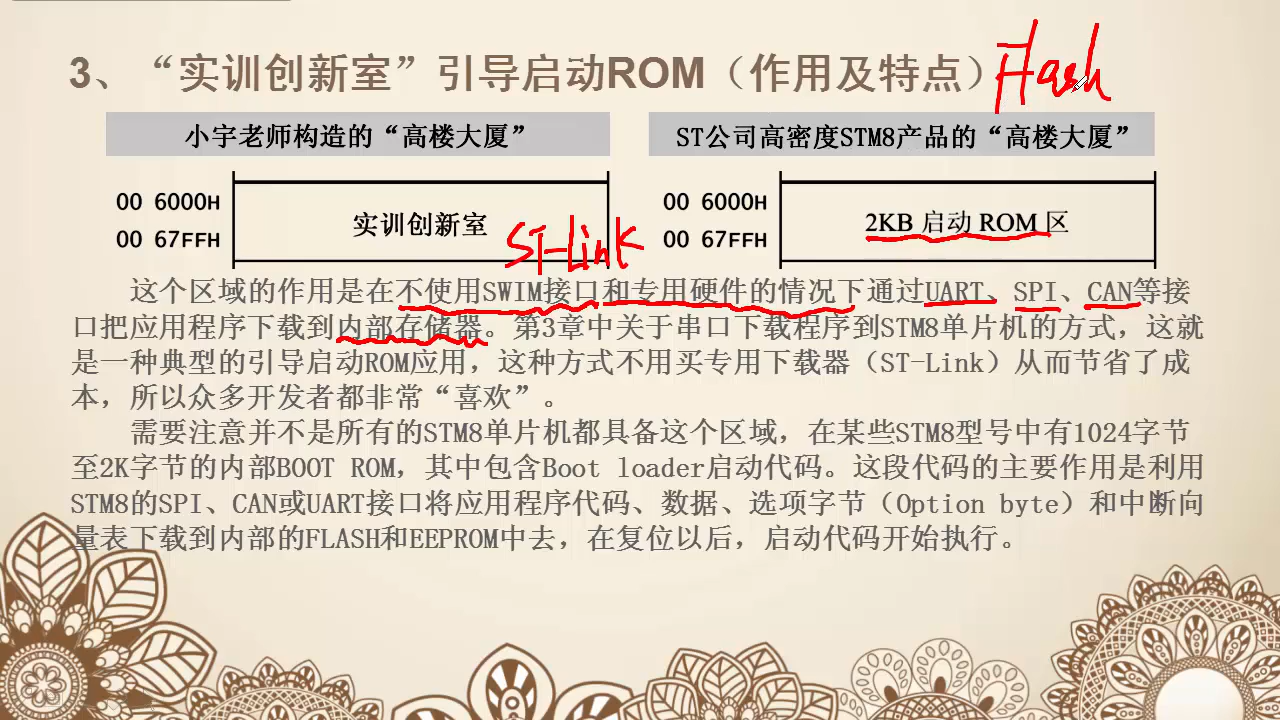 3、“实训创新室”引导启动ROM（作用及特点）
Flash
小宇老师构造的“高楼大厦”
ST公司高密度STM8产品的“高楼大厦”
00 6000H
00 67FFH
实训创新室
ST-Link
00 6000H
00 67FFH
2KB 启动 ROM 区
这个区域的作用是在不使用SWIM接口和专用硬件的情况下通过UART、SPI、CAN等接
口把应用程序下载到内部存储器。第3章中关于串口下载程序到STM8单片机的方式，这就
是一种典型的引导启动ROM应用，这种方式不用买专用下载器（ST-Link）从而节省了成
本，所以众多开发者都非常“喜欢”。
需要注意并不是所有的STM8单片机都具备这个区域，在某些STM8型号中有1024字节
至2K字节的内部BOOT ROM，其中包含Boot loader启动代码。这段代码的主要作用是利用
STM8的SPI、CAN或UART接口将应用程序代码、数据、选项字节（Option byte）和中断向
量表下载到内部的FLASH和EEPROM中去，在复位以后，启动代码开始执行。